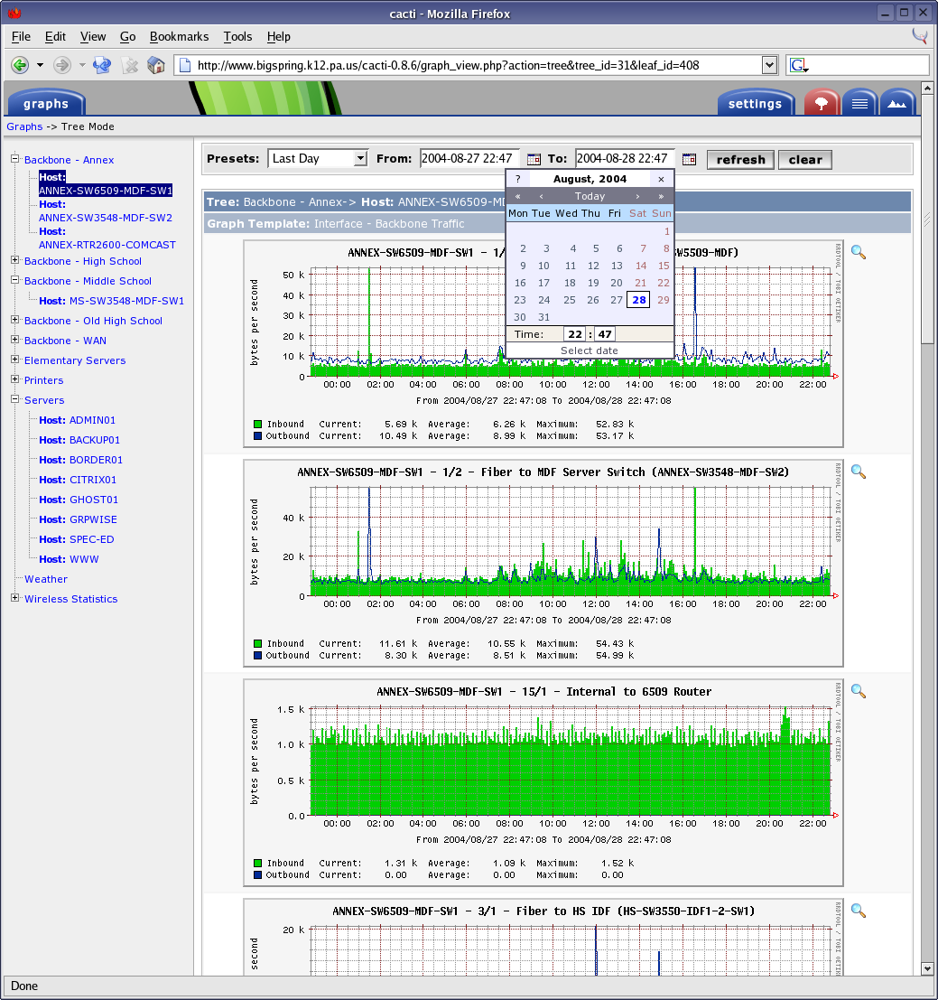 cacti - Mozilla Firefox
File Edit View Go Bookmarks Tools Help
http://www.bigspring.k12.pa.us/cacti-0.8.6/graph_view.php?action=tree&tree_id=31&leaf_id=408
G
graphs
settings
Graphs -> Tree Mode
Backbone - Annex
Host:
ANNEX-SW6509-MDF-SW1
Host:
ANNEX-SW3548-MDF-SW2
Host:
ANNEX-RTR2600-COMCAST
Backbone - High School
Backbone - Middle School
Host: MS-SW3548-MDF-SW1
Backbone - Old High School
Backbone - WAN
Elementary Servers
Printers
Servers
Host: ADMIN01
Host: BACKUP01
Host: BORDER01
Host: CITRIX01
Host: GHOST01
Host: GRPWISE
Host: SPEC-ED
Host: WWW
Weather
Wireless Statistics
Presets: Last Day From: 2004-08-27 22:47 To: 2004-08-28 22:47 refresh clear
? August, 2004 ×
« ‹ Today › »
Mon Tue Wed Thu Fri Sat Sun
1
2 3 4 5 6 7 8
9 10 11 12 13 14 15
16 17 18 19 20 21 22
23 24 25 26 27 28 29
30 31
Time: 22 : 47
Select date
Tree: Backbone - Annex-> Host: ANNEX-SW6509-MD
Graph Template: Interface - Backbone Traffic
ANNEX-SW6509-MDF-SW1 - 1/ SW5509-MDF)
RRDTOOL / TOBI OETIKER
bytes per second
50 k
40 k
30 k
20 k
10 k
0
00:00 02:00 04:00 06:00 08:00 10:00 12:00 14:00 16:00 18:00 20:00 22:00
From 2004/08/27 22:47:08 To 2004/08/28 22:47:08
Inbound Current: 5.69 k Average: 6.26 k Maximum: 52.83 k
Outbound Current: 10.49 k Average: 8.99 k Maximum: 53.17 k
ANNEX-SW6509-MDF-SW1 - 1/2 - Fiber to MDF Server Switch (ANNEX-SW3548-MDF-SW2)
RRDTOOL / TOBI OETIKER
bytes per second
40 k
20 k
0
00:00 02:00 04:00 06:00 08:00 10:00 12:00 14:00 16:00 18:00 20:00 22:00
From 2004/08/27 22:47:08 To 2004/08/28 22:47:08
Inbound Current: 11.61 k Average: 10.55 k Maximum: 54.43 k
Outbound Current: 8.30 k Average: 8.51 k Maximum: 54.99 k
ANNEX-SW6509-MDF-SW1 - 15/1 - Internal to 6509 Router
RRDTOOL / TOBI OETIKER
bytes per second
1.5 k
1.0 k
0.5 k
0.0
00:00 02:00 04:00 06:00 08:00 10:00 12:00 14:00 16:00 18:00 20:00 22:00
From 2004/08/27 22:47:08 To 2004/08/28 22:47:08
Inbound Current: 1.31 k Average: 1.09 k Maximum: 1.52 k
Outbound Current: 0.00 Average: 0.00 Maximum: 0.00
ANNEX-SW6509-MDF-SW1 - 3/1 - Fiber to HS IDF (HS-SW3550-IDF1-2-SW1)
RRDTOOL / TOBI OETIKER
second
20 k
Done